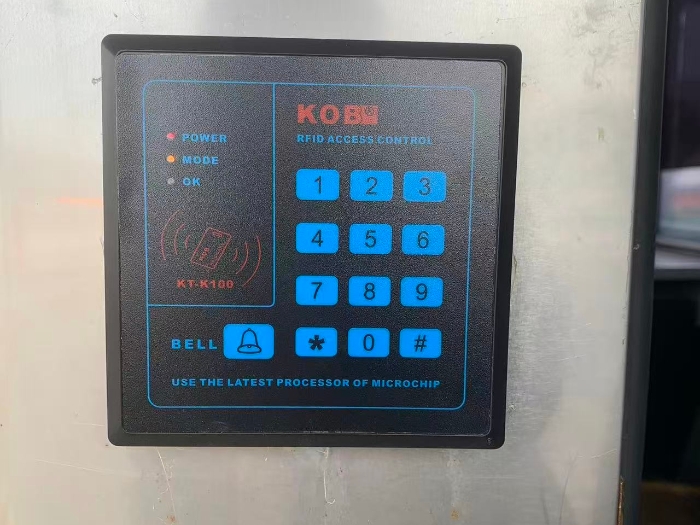 POWER
MODE
OK
KT-K100
RFID ACCESS CONTROL
1 2 3
4 5 6
7 8 9
* 0 #
BELL
USE THE LATEST PROCESSOR OF MICROCHIP